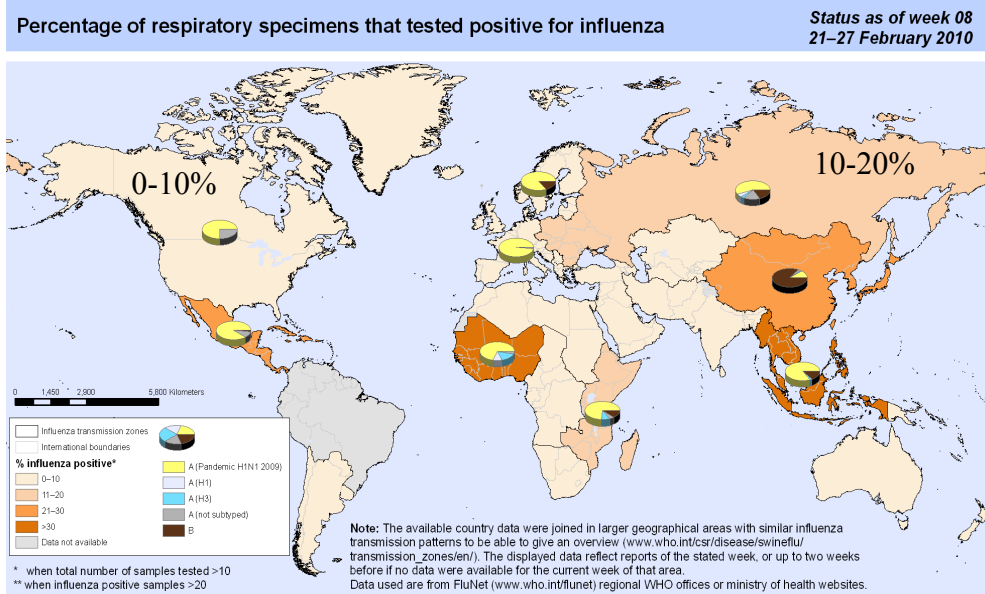 Percentage of respiratory specimens that tested positive for influenza
Status as of week 08
21–27 February 2010
0-10%
10-20%
0 1,450 2,900 5,800 Kilometers
Influenza transmission zones
International boundaries
% influenza positive*
0–10
11–20
21–30
>30
Data not available
A (Pandemic H1N1 2009)
A (H1)
A (H3)
A (not subtyped)
B
* when total number of samples tested >10
** when influenza positive samples >20
Note: The available country data were joined in larger geographical areas with similar influenza
transmission patterns to be able to give an overview (www.who.int/csr/disease/swineflu/
transmission_zones/en/). The displayed data reflect reports of the stated week, or up to two weeks
before if no data were available for the current week of that area.
Data used are from FluNet (www.who.int/flunet) regional WHO offices or ministry of health websites.